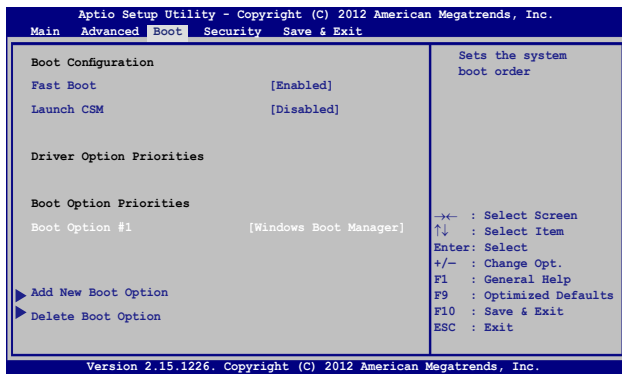 Aptio Setup Utility - Copyright (C) 2012 American Megatrends, Inc.
Main Advanced Boot Security Save & Exit
Boot Configuration
Fast Boot [Enabled]
Launch CSM [Disabled]
Driver Option Priorities
Boot Option Priorities
Boot Option #1 [Windows Boot Manager]
Add New Boot Option
Delete Boot Option
Sets the system
boot order
→← : Select Screen
↑↓ : Select Item
Enter: Select
+/— : Change Opt.
F1 : General Help
F9 : Optimized Defaults
F10 : Save & Exit
ESC : Exit
Version 2.15.1226. Copyright (C) 2012 American Megatrends, Inc.